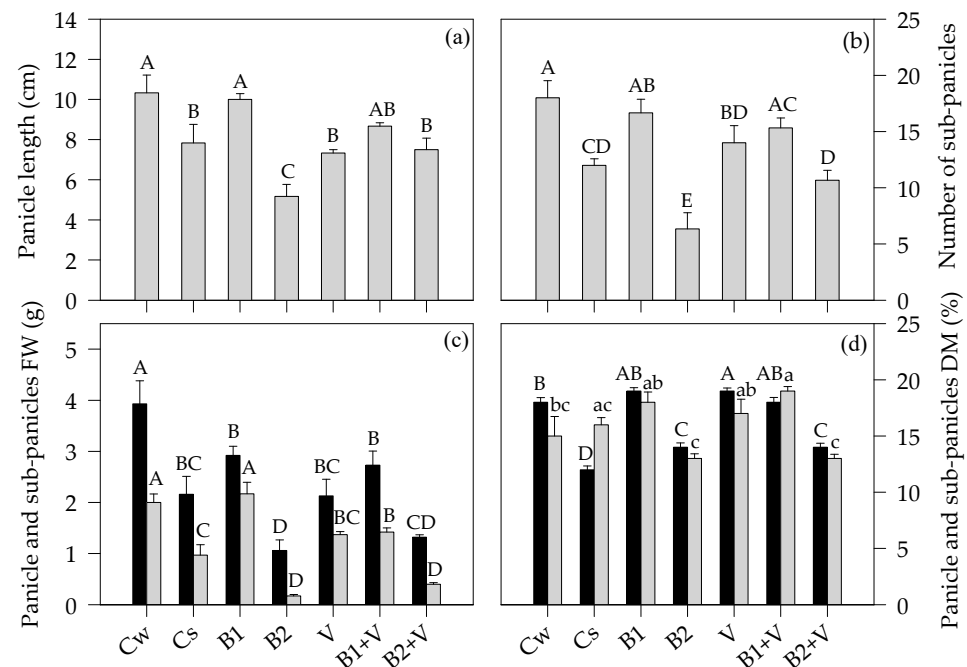 Panicle length (cm)
14
12
10
8
6
4
2
0
(a)
A
B
A
C
B
AB
B
(b)
A
CD
AB
E
BD
AC
D
25
20
15
10
5
0
Number of sub-panicles
Panicle and sub-panicles FW (g)
5
4
3
2
1
0
(c)
A
A
BC
C
B
A
D
D
BC
BC
B
B
CD
D
Cw
Cs
B1
B2
V
B1+V
B2+V
(d)
B
bc
D
ac
AB
ab
C
c
A
ab
AB
a
C
c
25
20
15
10
5
0
Panicle and sub-panicles DM (%)
Cw
Cs
B1
B2
V
B1+V
B2+V